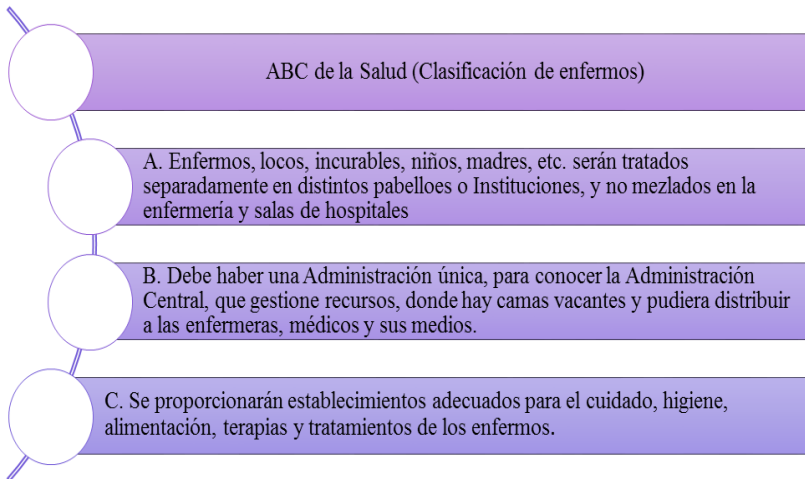 ABC de la Salud (Clasificación de enfermos)
A. Enfermos, locos, incurables, niños, madres, etc. serán tratados
separadamente en distintos pabelloes o Instituciones, y no mezlados en la
enfermería y salas de hospitales
B. Debe haber una Administración única, para conocer la Administración
Central, que gestione recursos, donde hay camas vacantes y pudiera distribuir
a las enfermeras, médicos y sus medios.
C. Se proporcionarán establecimientos adecuados para el cuidado, higiene,
alimentación, terapias y tratamientos de los enfermos.